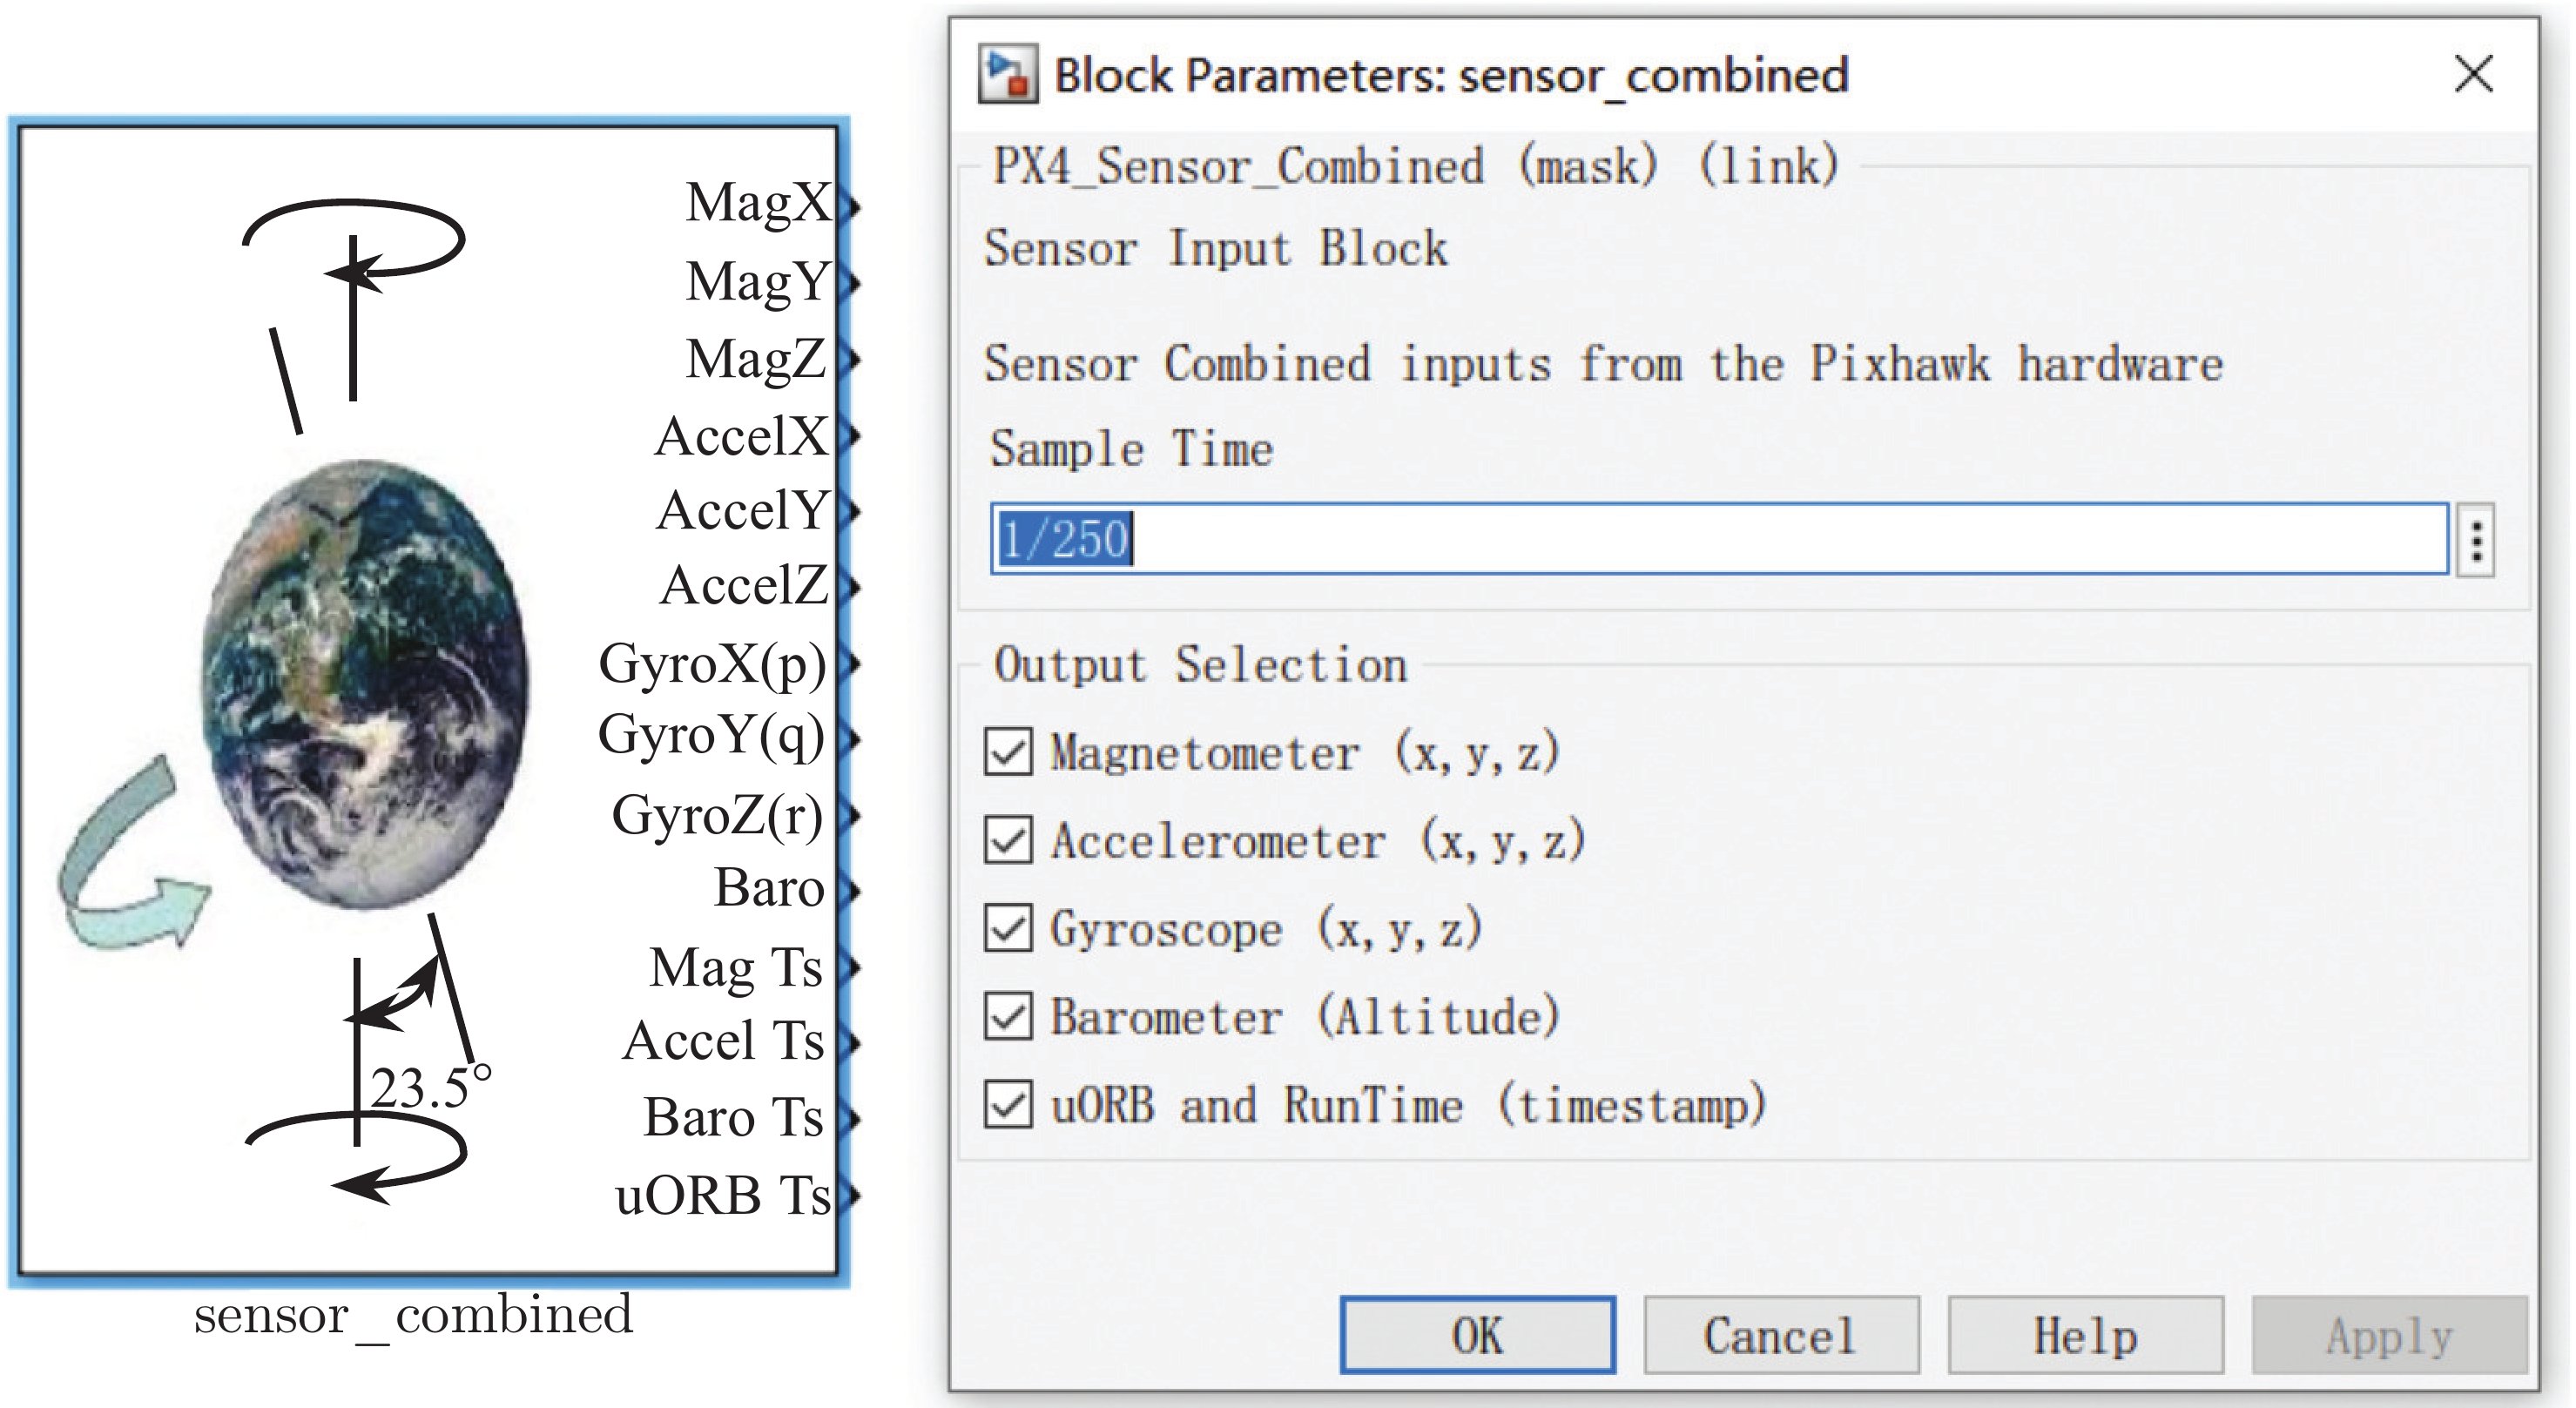 MagX
MagY
MagZ
AccelX
AccelY
AccelZ
GyroX(p)
GyroY(q)
GyroZ(r)
Baro
Mag Ts
Accel Ts
Baro Ts
uORB Ts
23.5°
sensor_combined
Block Parameters: sensor_combined
PX4_Sensor_Combined (mask) (link)
Sensor Input Block
Sensor Combined inputs from the Pixhawk hardware
Sample Time
1/250
Output Selection
Magnetometer (x,y,z)
Accelerometer (x,y,z)
Gyroscope (x,y,z)
Barometer (Altitude)
uORB and RunTime (timestamp)
OK
Cancel
Help
Apply